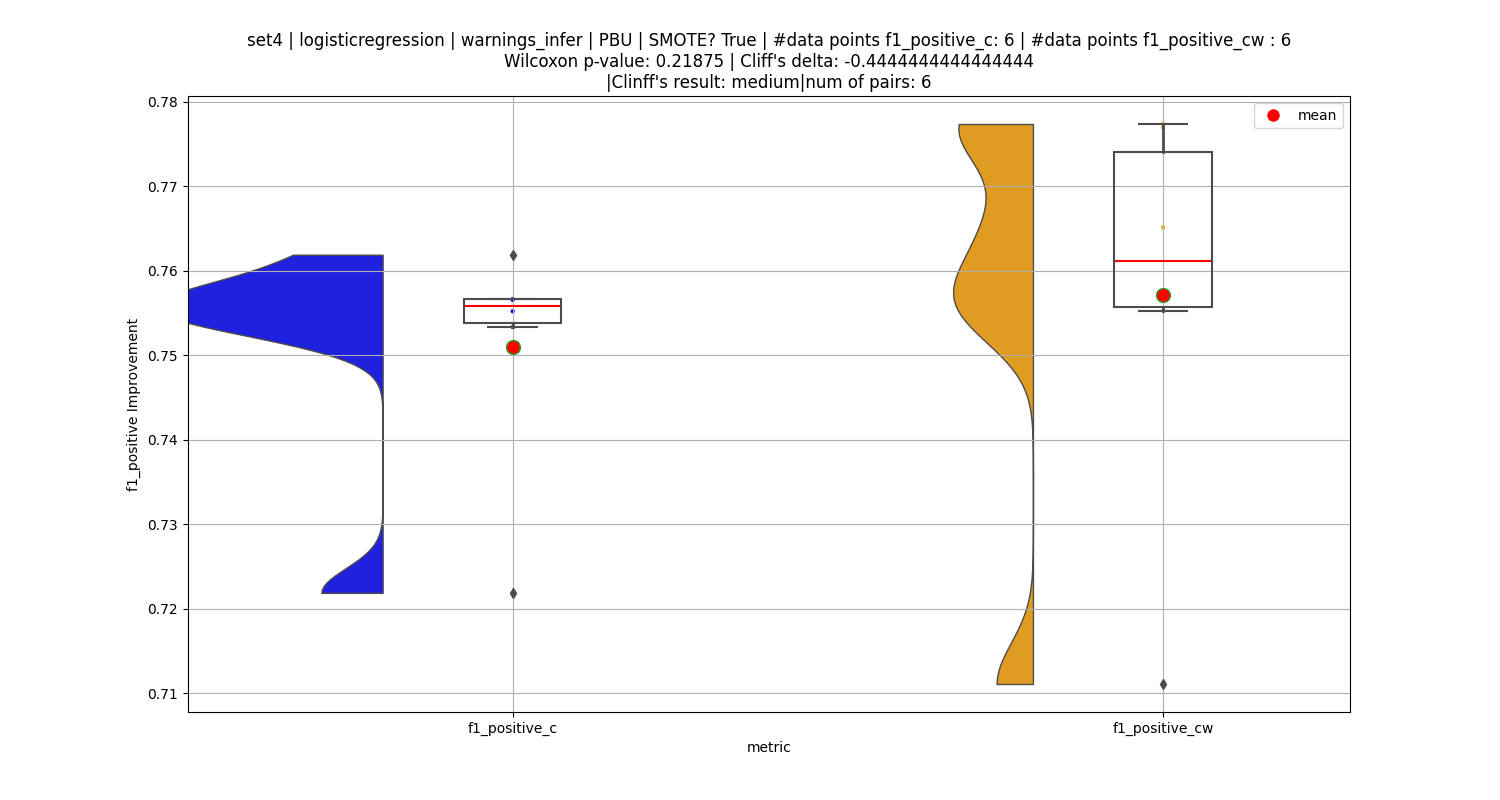 set4 | logisticregression | warnings_infer | PBU | SMOTE? True | #data points f1_positive_c: 6 | #data points f1_positive_cw : 6
Wilcoxon p-value: 0.21875 | Cliff's delta: -0.4444444444444444
|Clinff's result: medium|num of pairs: 6
mean
0.78
0.77
0.76
0.75
0.74
0.73
0.72
0.71
f1_positive Improvement
f1_positive_c
f1_positive_cw
metric